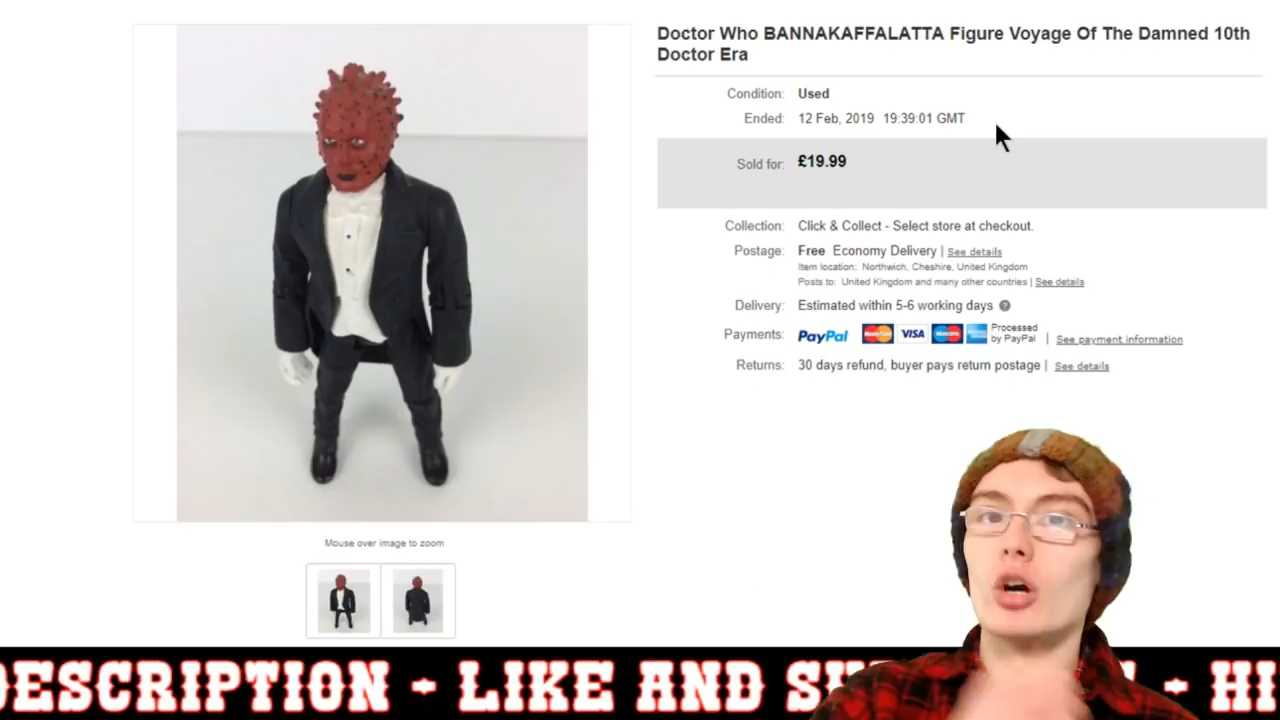 Doctor Who BANNAKAFFALATTA Figure Voyage Of The Damned 10th
Doctor Era
Condition: Used
Ended: 12 Feb, 2019 19:39:01 GMT
Sold for: £19.99
Collection: Click & Collect - Select store at checkout.
Postage: Free Economy Delivery | See details
Item location: Northwich, Cheshire, United Kingdom
Posts to: United Kingdom and many other countries | See details
Delivery: Estimated within 5-6 working days ?
Payments: PayPal MasterCard VISA Maestro Processed
by PayPal | See payment information
Returns: 30 days refund, buyer pays return postage | See details
Mouse over image to zoom
DESCRIPTION - LIKE AND - HI